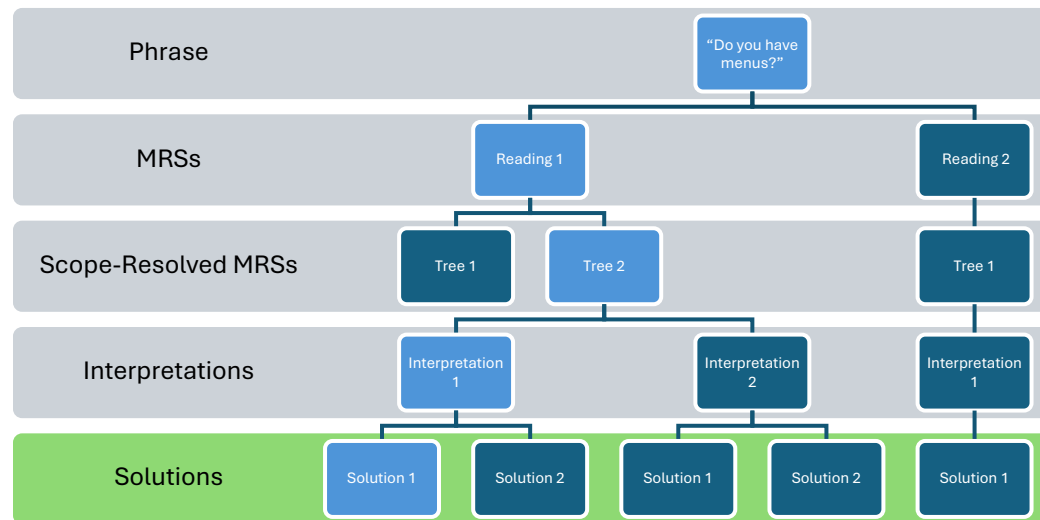 Phrase
“Do you have
menus?”
MRSs
Reading 1
Reading 2
Scope-Resolved MRSs
Tree 1
Tree 2
Tree 1
Interpretations
Interpretation
1
Interpretation
2
Interpretation
1
Solutions
Solution 1
Solution 2
Solution 1
Solution 2
Solution 1